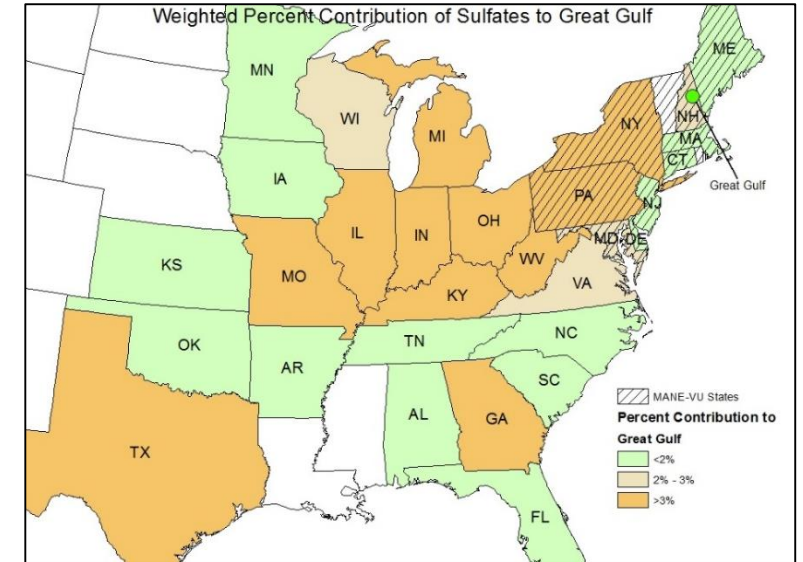 Weighted Percent Contribution of Sulfates to Great Gulf
ME
MN
WI
NH
NY
MI
MA
CT
IA
Great Gulf
PA
NJ
OH
IL
IN
MD
DE
WV
KS
MO
VA
KY
NC
TN
OK
AR
SC
AL
GA
TX
FL
MANE-VU States
Percent Contribution to
Great Gulf
<2%
2% - 3%
>3%